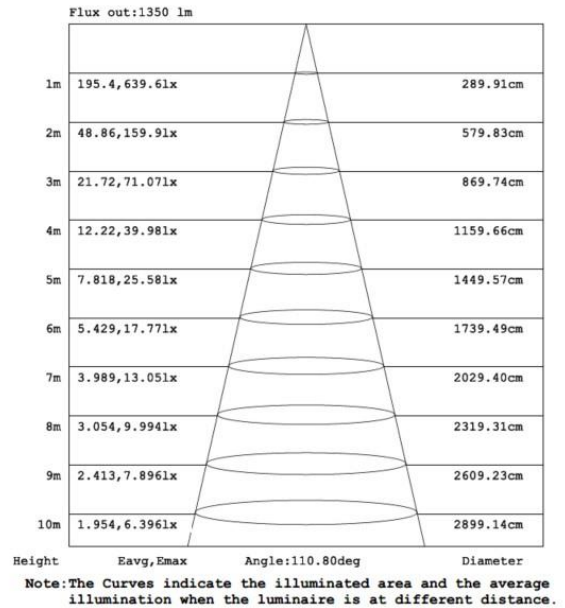 Flux out:1350 lm
1m 195.4,639.6lx 289.91cm
2m 48.86,159.9lx 579.83cm
3m 21.72,71.07lx 869.74cm
4m 12.22,39.98lx 1159.66cm
5m 7.818,25.58lx 1449.57cm
6m 5.429,17.77lx 1739.49cm
7m 3.989,13.05lx 2029.40cm
8m 3.054,9.994lx 2319.31cm
9m 2.413,7.896lx 2609.23cm
10m 1.954,6.396lx 2899.14cm
Height Eavg,Emax Angle:110.80deg Diameter
Note:The Curves indicate the illuminated area and the average
illumination when the luminaire is at different distance.